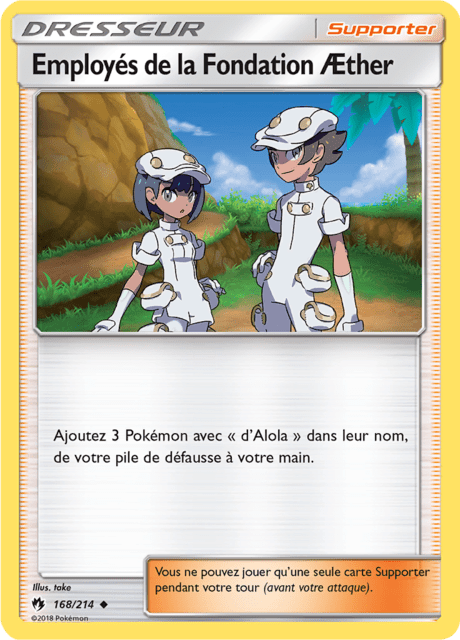 DRESSEUR
Supporter
Employés de la Fondation Æther
Ajoutez 3 Pokémon avec « d'Alola » dans leur nom,
de votre pile de défausse à votre main.
Vous ne pouvez jouer qu'une seule carte Supporter
pendant votre tour (avant votre attaque).
Illus. take
168/214 ◆
©2018 Pokémon